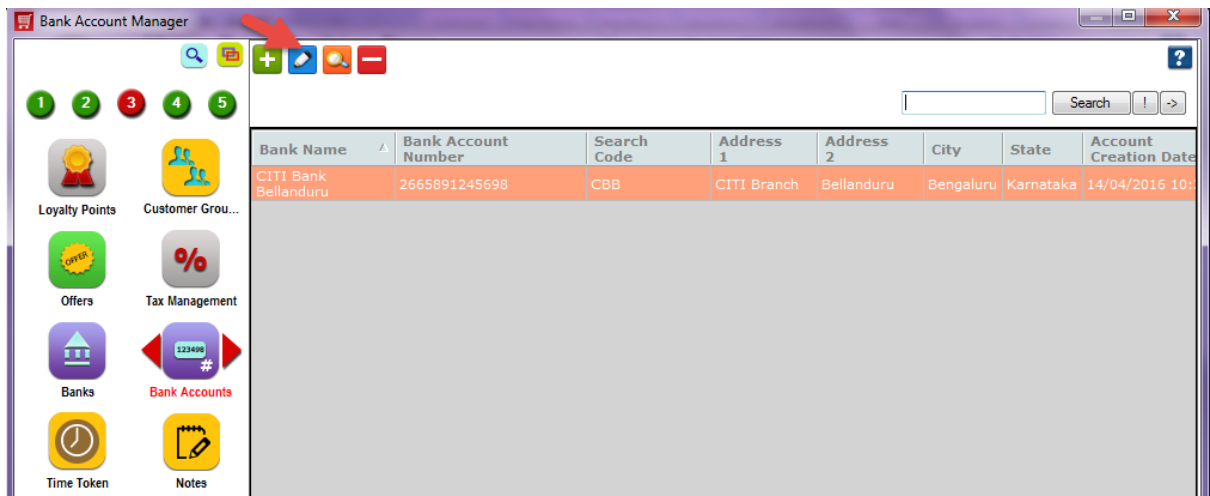 Bank Account Manager
?
1 2 3 4 5
Search ! ->
Bank Name
Bank Account
Number
Search
Code
Address
1
Address
2
City
State
Account
Creation Date
CITI Bank
Bellanduru
2665891245698
CBB
CITI Branch
Bellanduru
Bengaluru
Karnataka
14/04/2016 10:
Loyalty Points
Customer Grou...
OFFER
%
Offers
Tax Management
123498
#
Banks
Bank Accounts
Time Token
Notes